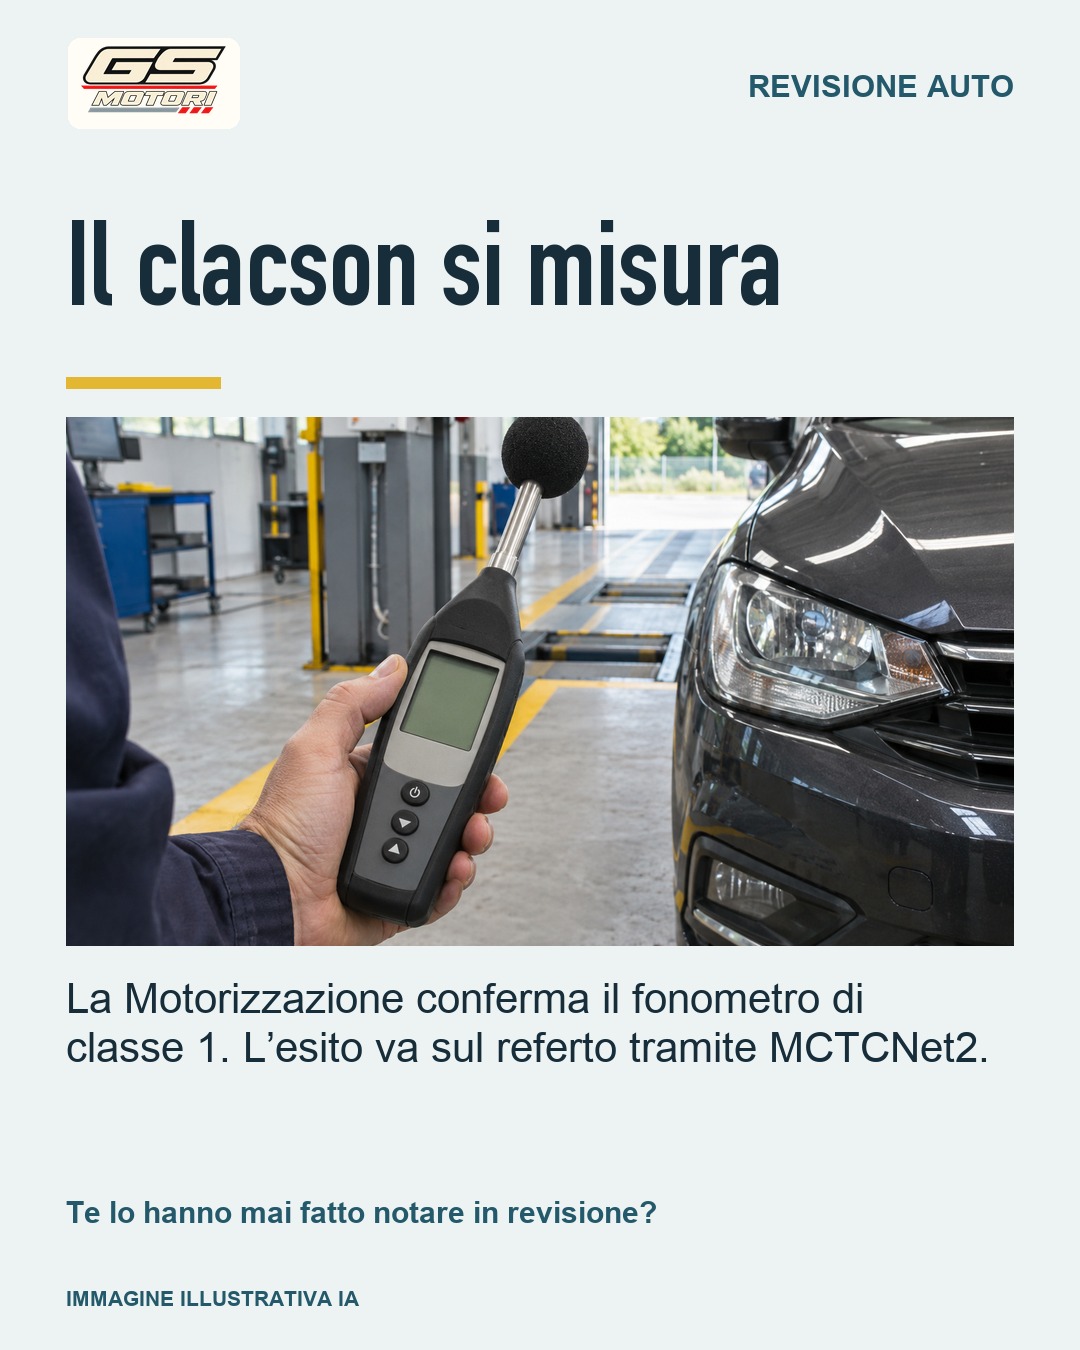 GS
MOTORI
REVISIONE AUTO
Il clacson si misura
La Motorizzazione conferma il fonometro di
classe 1. L’esito va sul referto tramite MCTCNet2.
Te lo hanno mai fatto notare in revisione?
IMMAGINE ILLUSTRATIVA IA